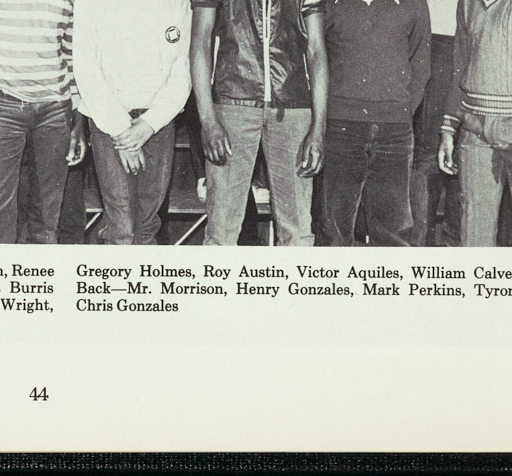 n, Renee
Burris
Wright,
Gregory Holmes, Roy Austin, Victor Aquiles, William Calve
Back—Mr. Morrison, Henry Gonzales, Mark Perkins, Tyron
Chris Gonzales
44